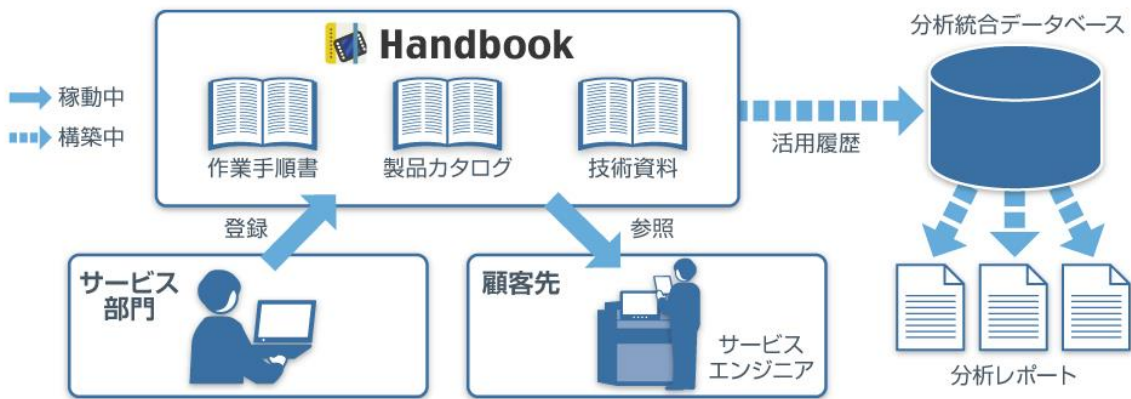 Handbook
分析統合データベース
稼動中
構築中
作業手順書
製品カタログ
技術資料
活用履歴
登録
参照
サービス
部門
顧客先
サービス
エンジニア
分析レポート